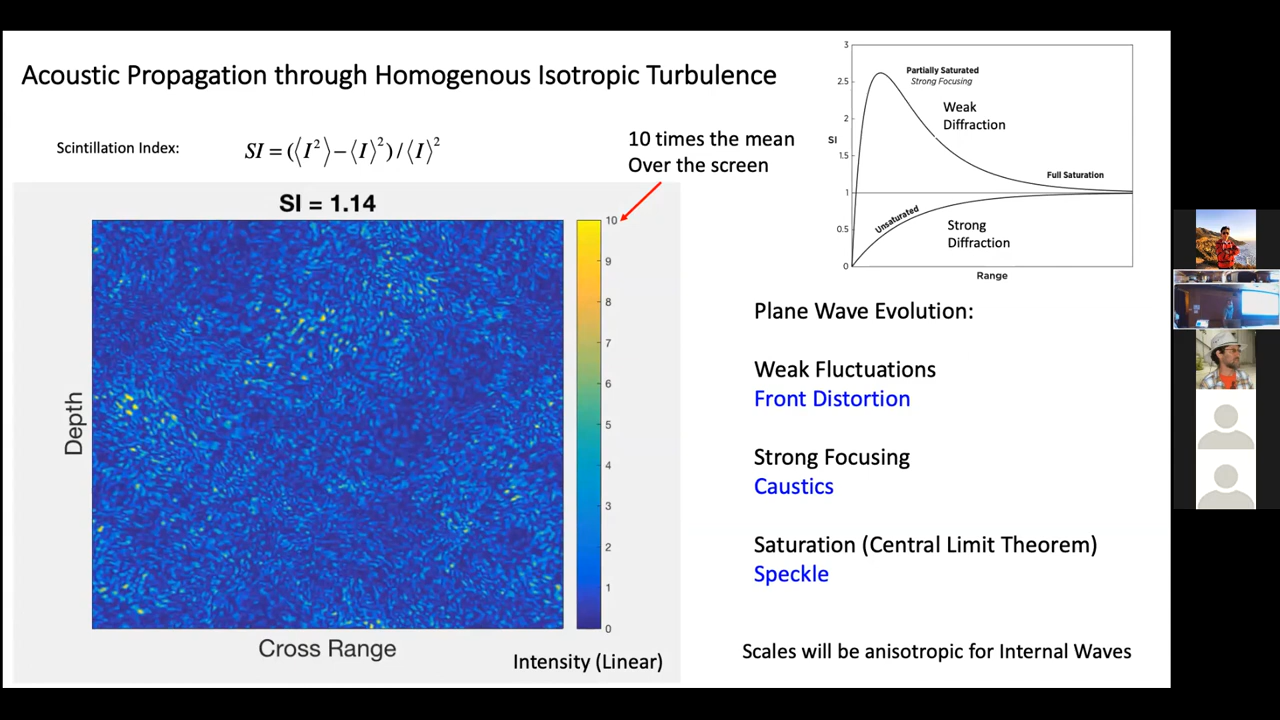 Acoustic Propagation through Homogenous Isotropic Turbulence
Scintillation Index:
SI = (⟨I²⟩ − ⟨I⟩²) / ⟨I⟩²
10 times the mean
Over the screen
SI = 1.14
10
9
8
7
6
5
4
3
2
1
0
Depth
Cross Range
Intensity (Linear)
3
2.5
2
1.5
1
0.5
0
SI
Partially Saturated
Strong Focusing
Weak
Diffraction
Full Saturation
Unsaturated
Strong
Diffraction
Range
Plane Wave Evolution:
Weak Fluctuations
Front Distortion
Strong Focusing
Caustics
Saturation (Central Limit Theorem)
Speckle
Scales will be anisotropic for Internal Waves